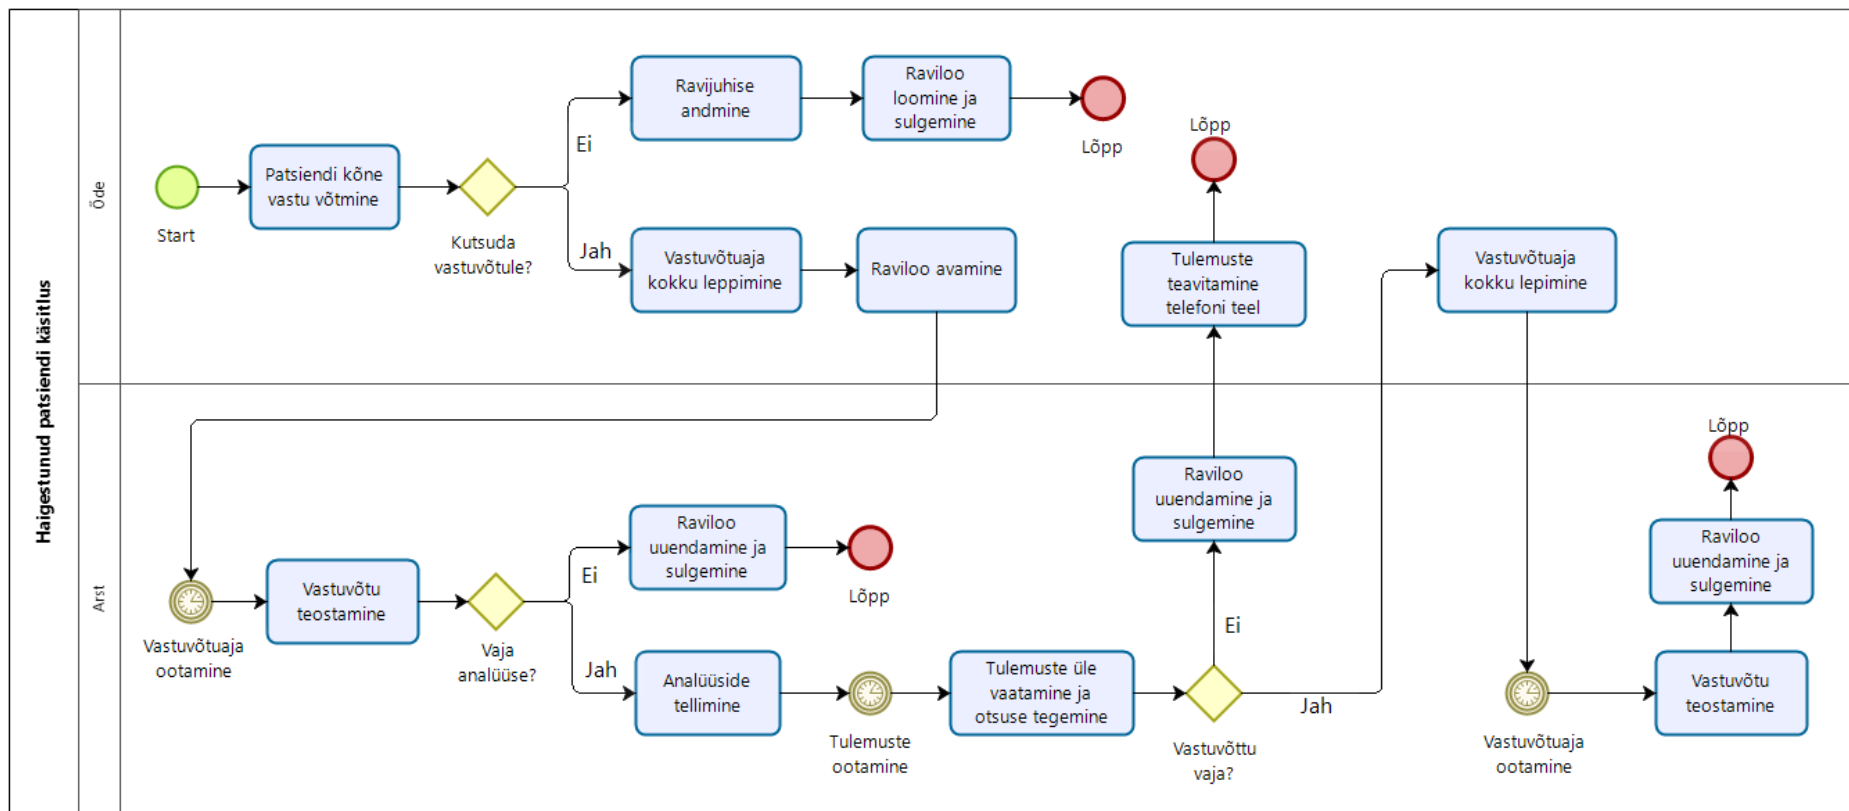 Haigestunud patsiendi käsitlus
Õde
Start
Patsiendi kõne
vastu võtmine
Kutsuda
vastuvõtule?
Ei
Ravijuhise
andmine
Raviloo
loomine ja
sulgemine
Lõpp
Jah
Vastuvõtuaja
kokku leppimine
Raviloo avamine
Lõpp
Tulemuste
teavitamine
telefoni teel
Vastuvõtuaja
kokku lepimine
Arst
Vastuvõtuaja
ootamine
Vastuvõtu
teostamine
Vaja
analüüse?
Ei
Raviloo
uuendamine ja
sulgemine
Lõpp
Jah
Analüüside
tellimine
Tulemuste
ootamine
Tulemuste üle
vaatamine ja
otsuse tegemine
Vastuvõttu
vaja?
Ei
Raviloo
uuendamine ja
sulgemine
Jah
Vastuvõtuaja
ootamine
Vastuvõtu
teostamine
Raviloo
uuendamine ja
sulgemine
Lõpp